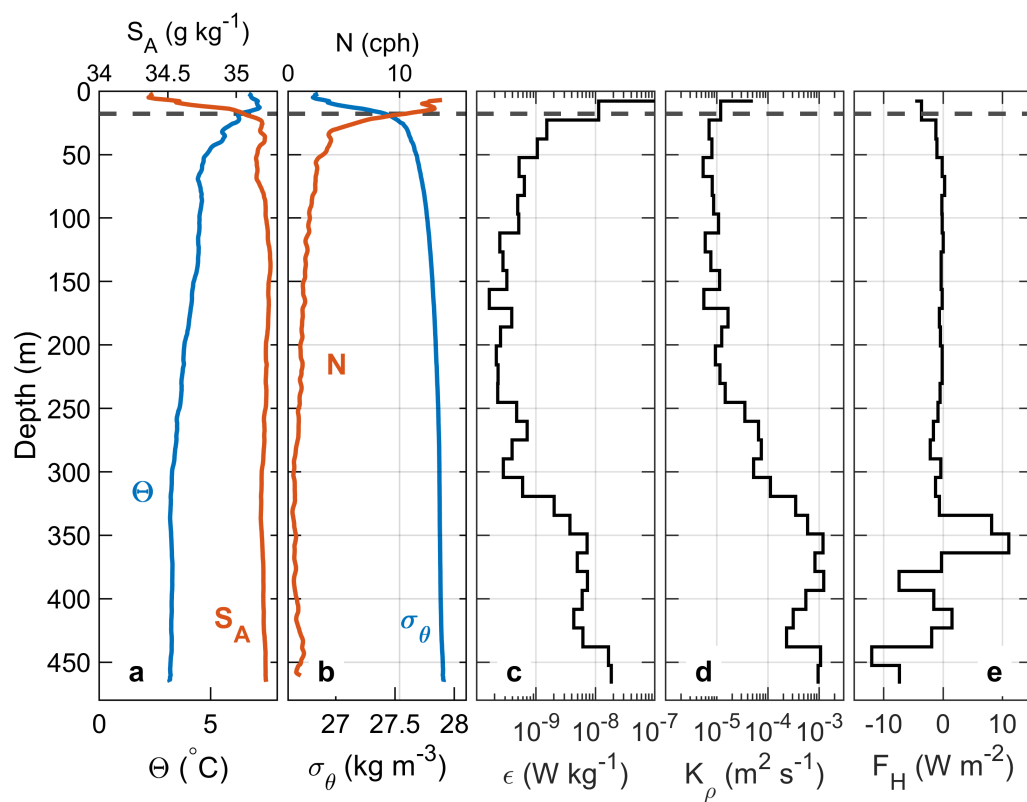 S_A (g kg^-1)
N (cph)
34 34.5 35
0 10
0
50
100
150
200
250
300
350
400
450
Depth (m)
Θ
S_A
N
σ_θ
a
b
c
d
e
0 5
27 27.5 28
10^-9 10^-8 10^-7
10^-5 10^-4 10^-3
-10 0 10
Θ (°C)
σ_θ (kg m^-3)
ϵ (W kg^-1)
K_ρ (m^2 s^-1)
F_H (W m^-2)